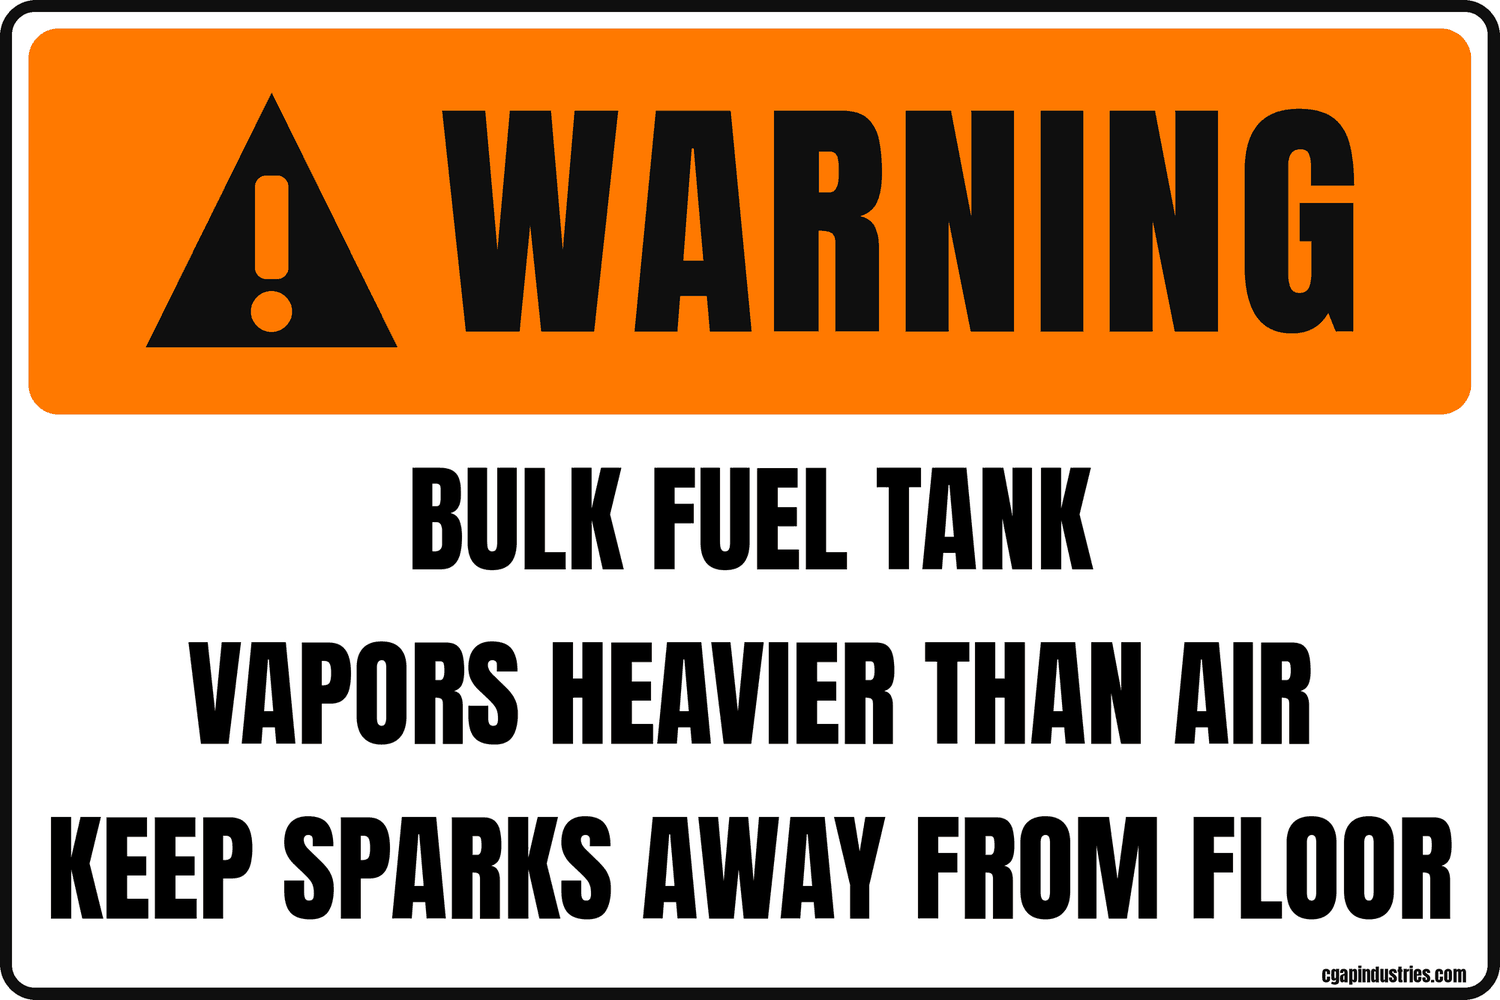 WARNING
BULK FUEL TANK
VAPORS HEAVIER THAN AIR
KEEP SPARKS AWAY FROM FLOOR
cgapindustries.com